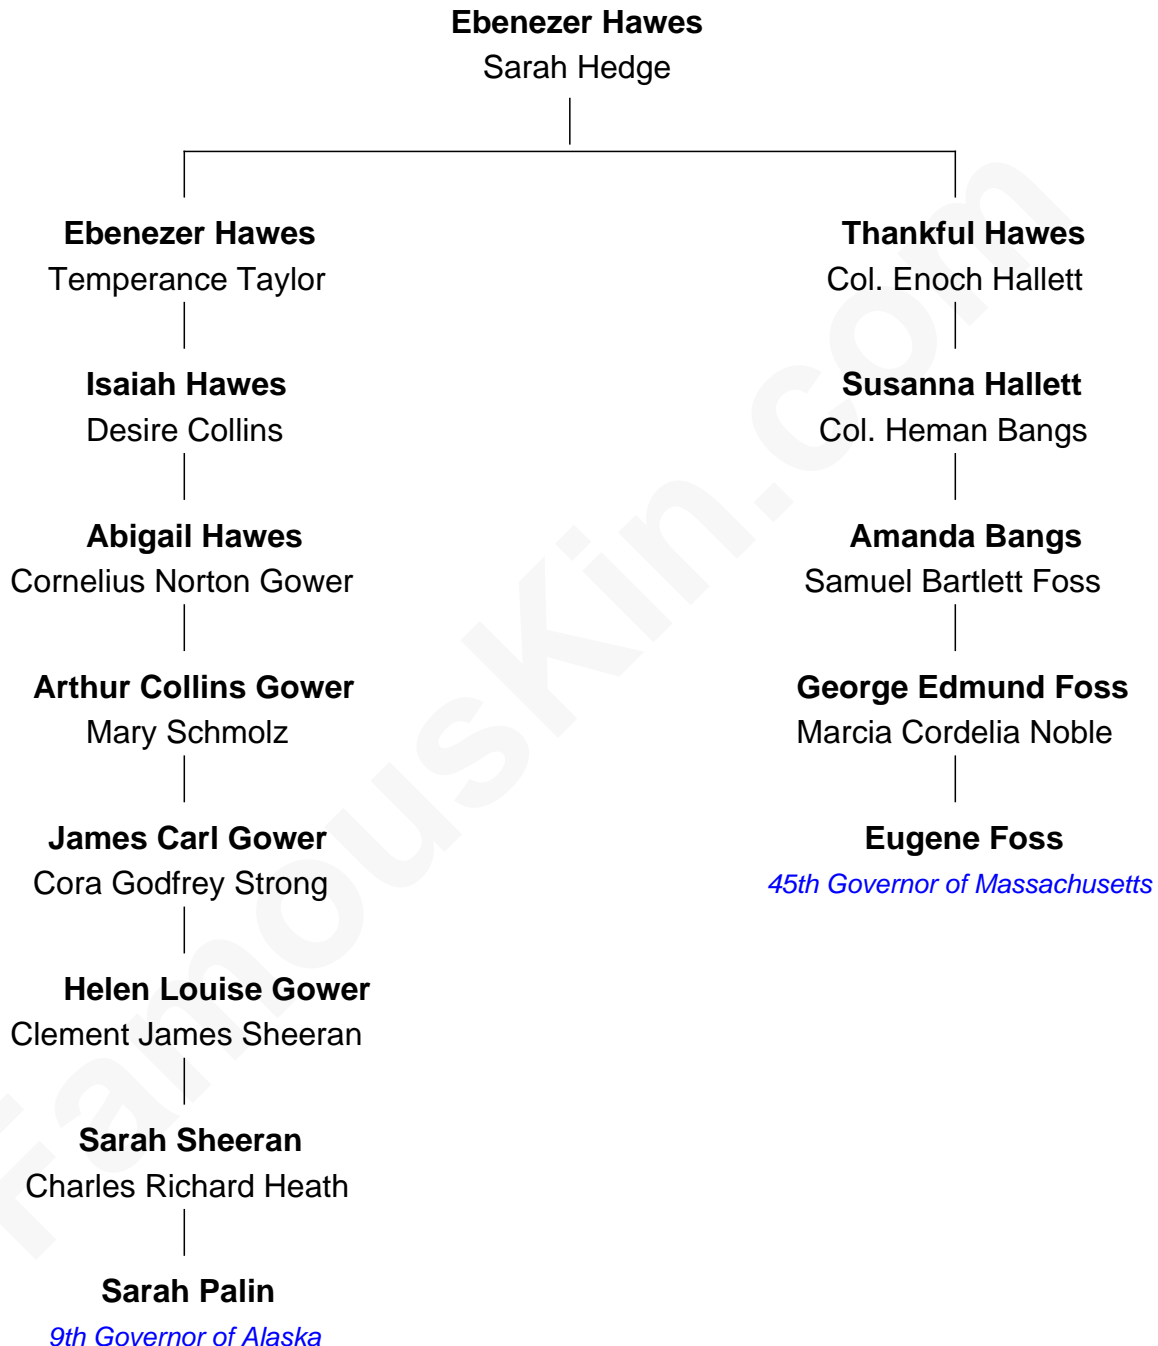 Ebenezer Hawes
Sarah Hedge
Ebenezer Hawes
Temperance Taylor
Thankful Hawes
Col. Enoch Hallett
Isaiah Hawes
Desire Collins
Susanna Hallett
Col. Heman Bangs
Abigail Hawes
Cornelius Norton Gower
Amanda Bangs
Samuel Bartlett Foss
Arthur Collins Gower
Mary Schmolz
George Edmund Foss
Marcia Cordelia Noble
James Carl Gower
Cora Godfrey Strong
Eugene Foss
45th Governor of Massachusetts
Helen Louise Gower
Clement James Sheeran
Sarah Sheeran
Charles Richard Heath
Sarah Palin
9th Governor of Alaska
FamousKin.com